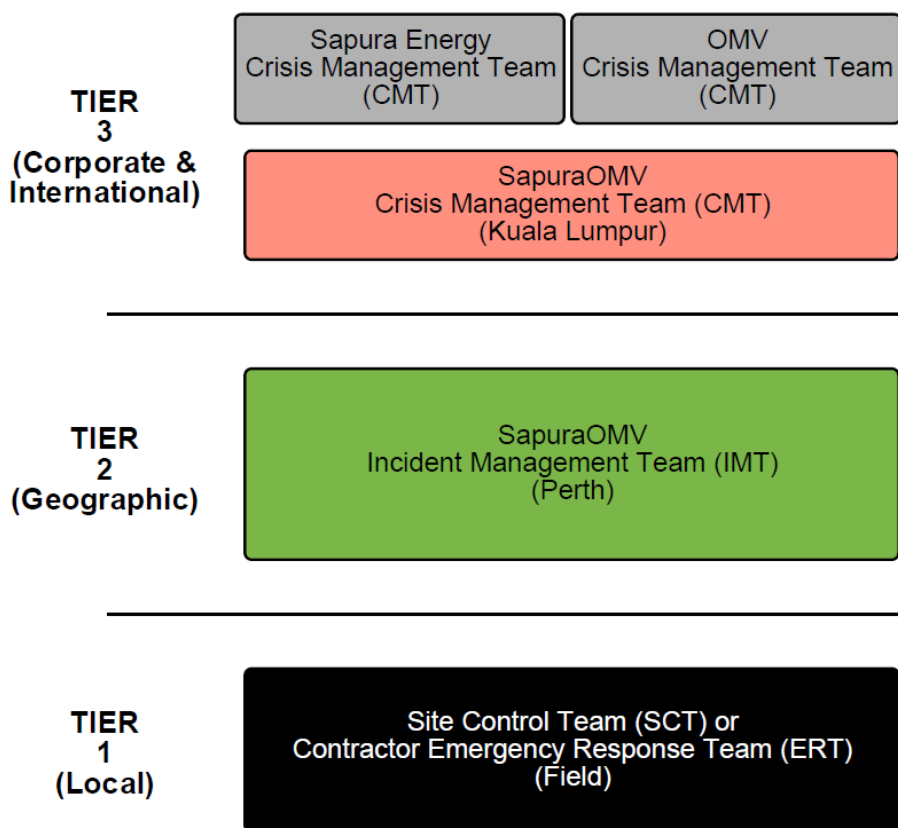 Sapura Energy
Crisis Management Team
(CMT)
OMV
Crisis Management Team
(CMT)
TIER
3
(Corporate &
International)
SapuraOMV
Crisis Management Team (CMT)
(Kuala Lumpur)
TIER
2
(Geographic)
SapuraOMV
Incident Management Team (IMT)
(Perth)
TIER
1
(Local)
Site Control Team (SCT) or
Contractor Emergency Response Team (ERT)
(Field)